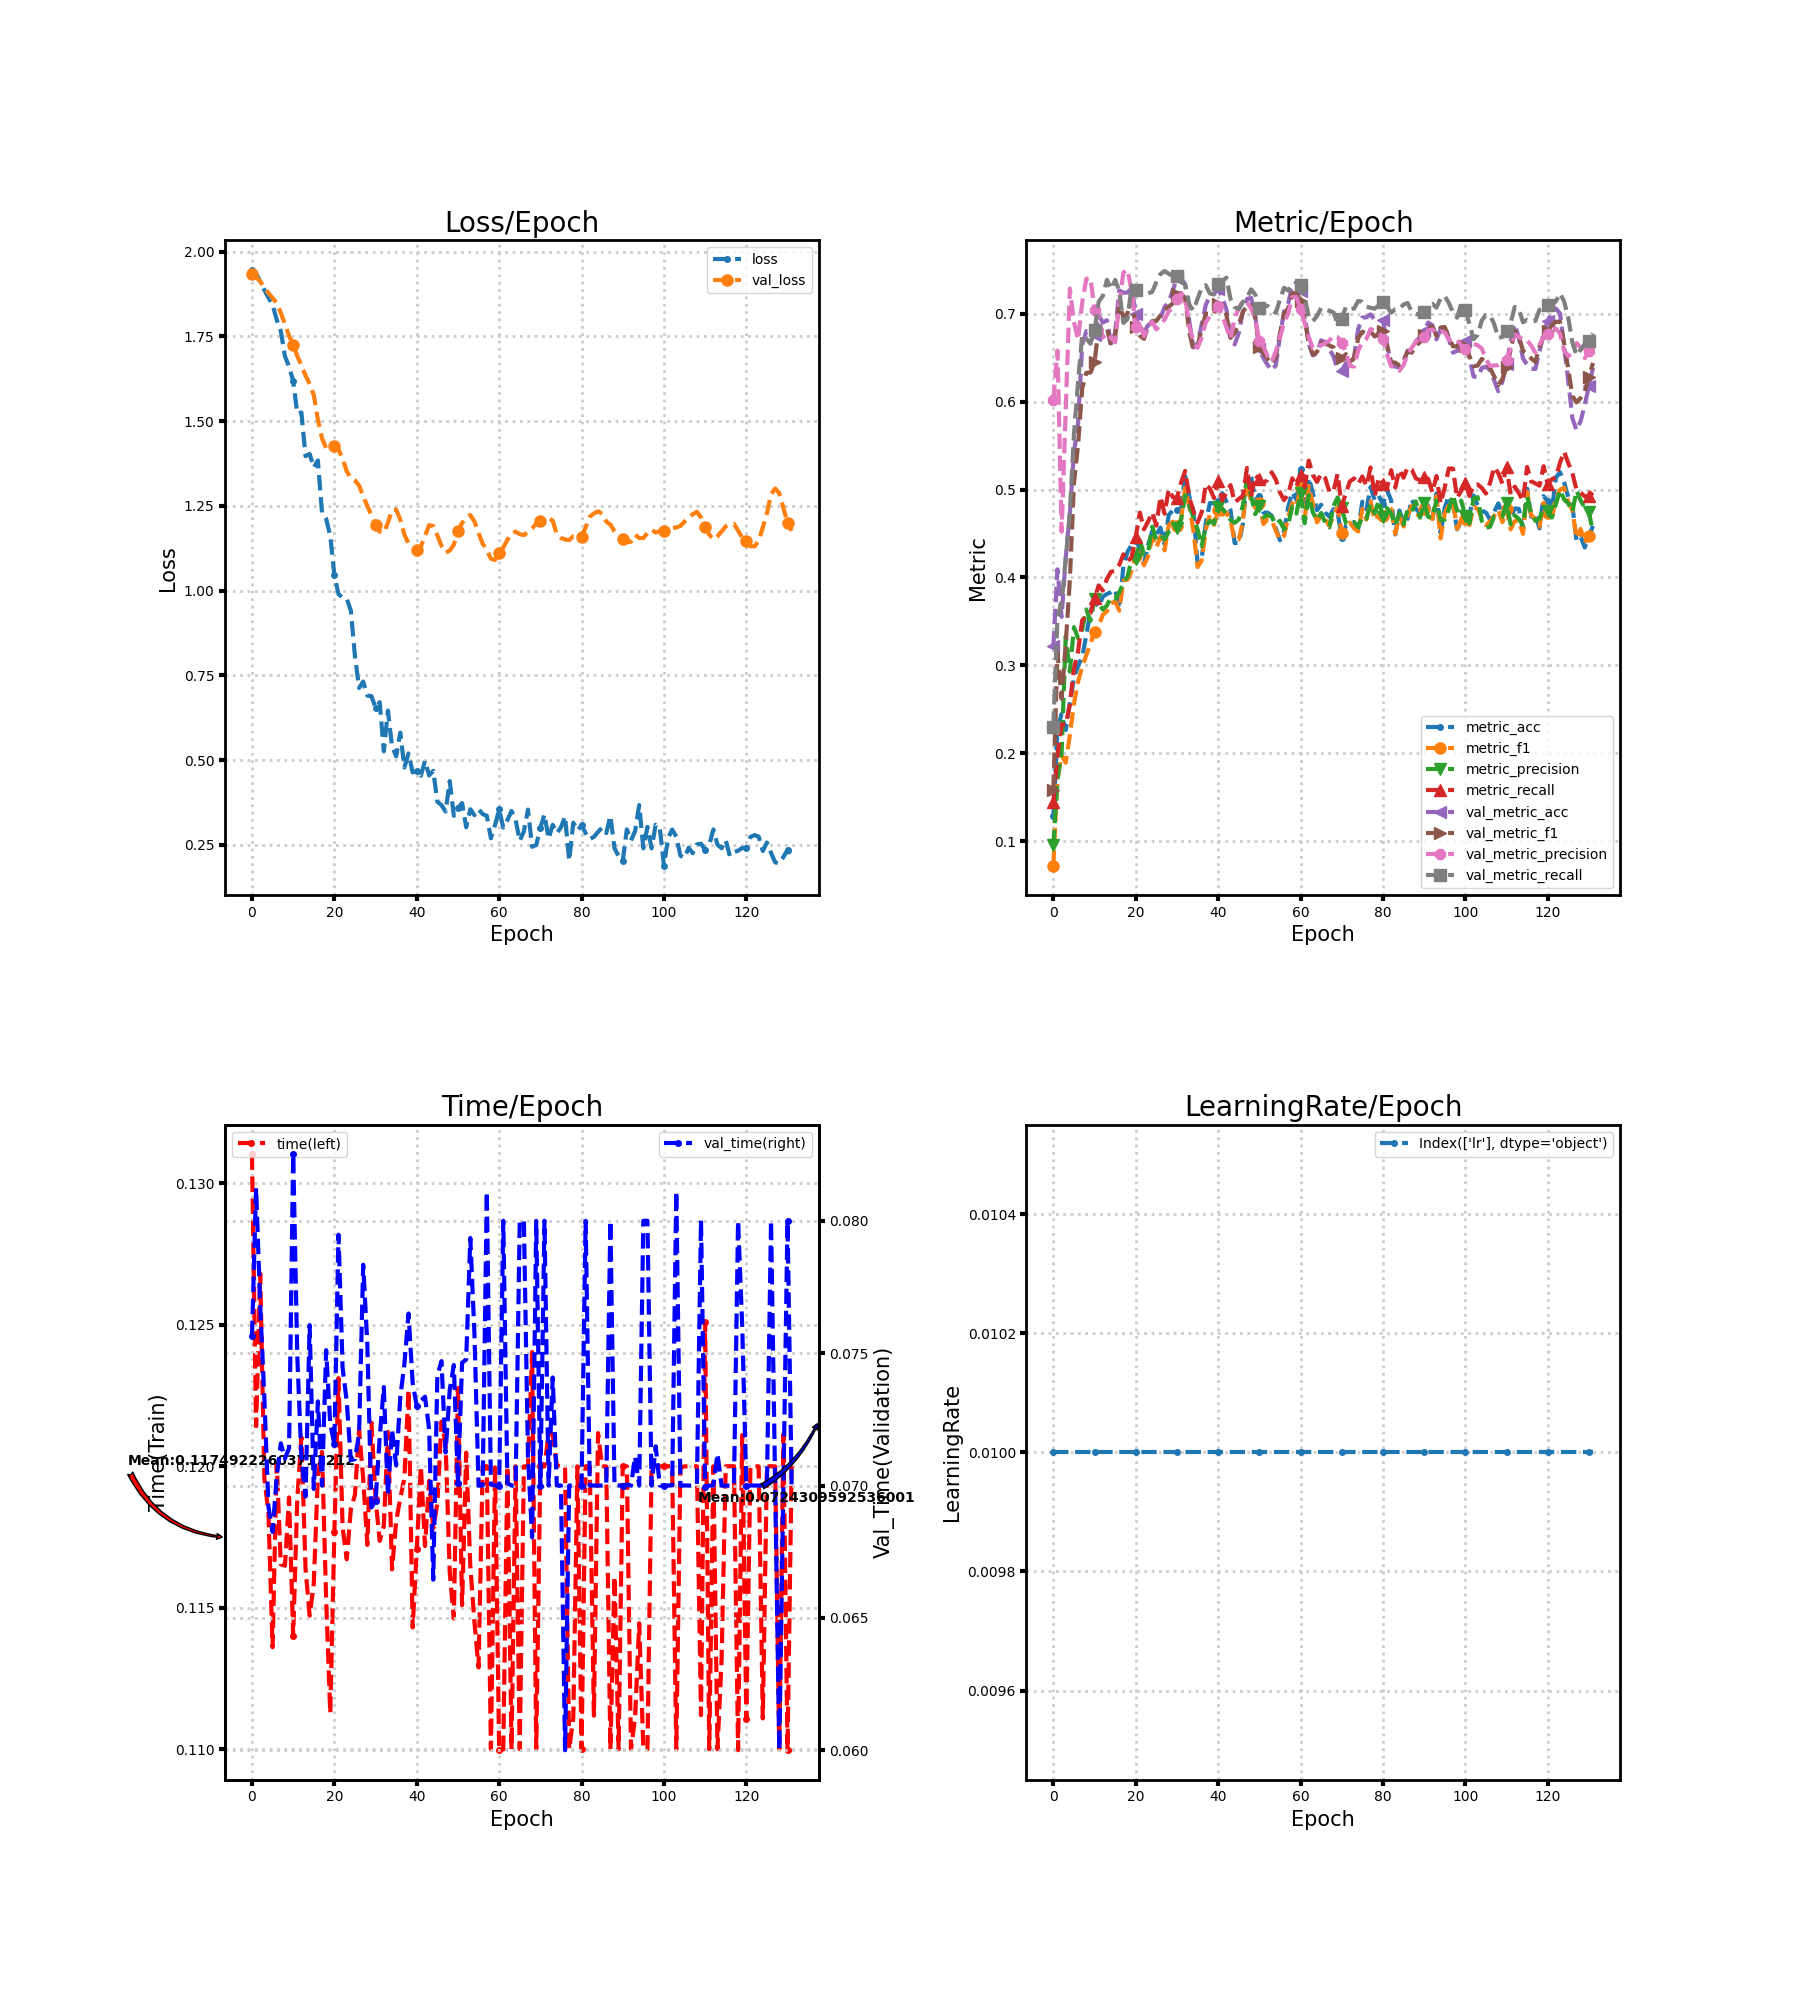 Loss/Epoch
2.00
1.75
1.50
1.25
1.00
0.75
0.50
0.25
Loss
loss
val_loss
0 20 40 60 80 100 120
Epoch
Metric/Epoch
0.7
0.6
0.5
0.4
0.3
0.2
0.1
Metric
metric_acc
metric_f1
metric_precision
metric_recall
val_metric_acc
val_metric_f1
val_metric_precision
val_metric_recall
0 20 40 60 80 100 120
Epoch
Time/Epoch
time(left)
val_time(right)
0.130
0.125
0.120
0.115
0.110
Time(Train)
0.080
0.075
0.070
0.065
0.060
Val_Time(Validation)
Mean:0.0724309592536001
0 20 40 60 80 100 120
Epoch
LearningRate/Epoch
Index(['lr'], dtype='object')
0.0104
0.0102
0.0100
0.0098
0.0096
LearningRate
0 20 40 60 80 100 120
Epoch